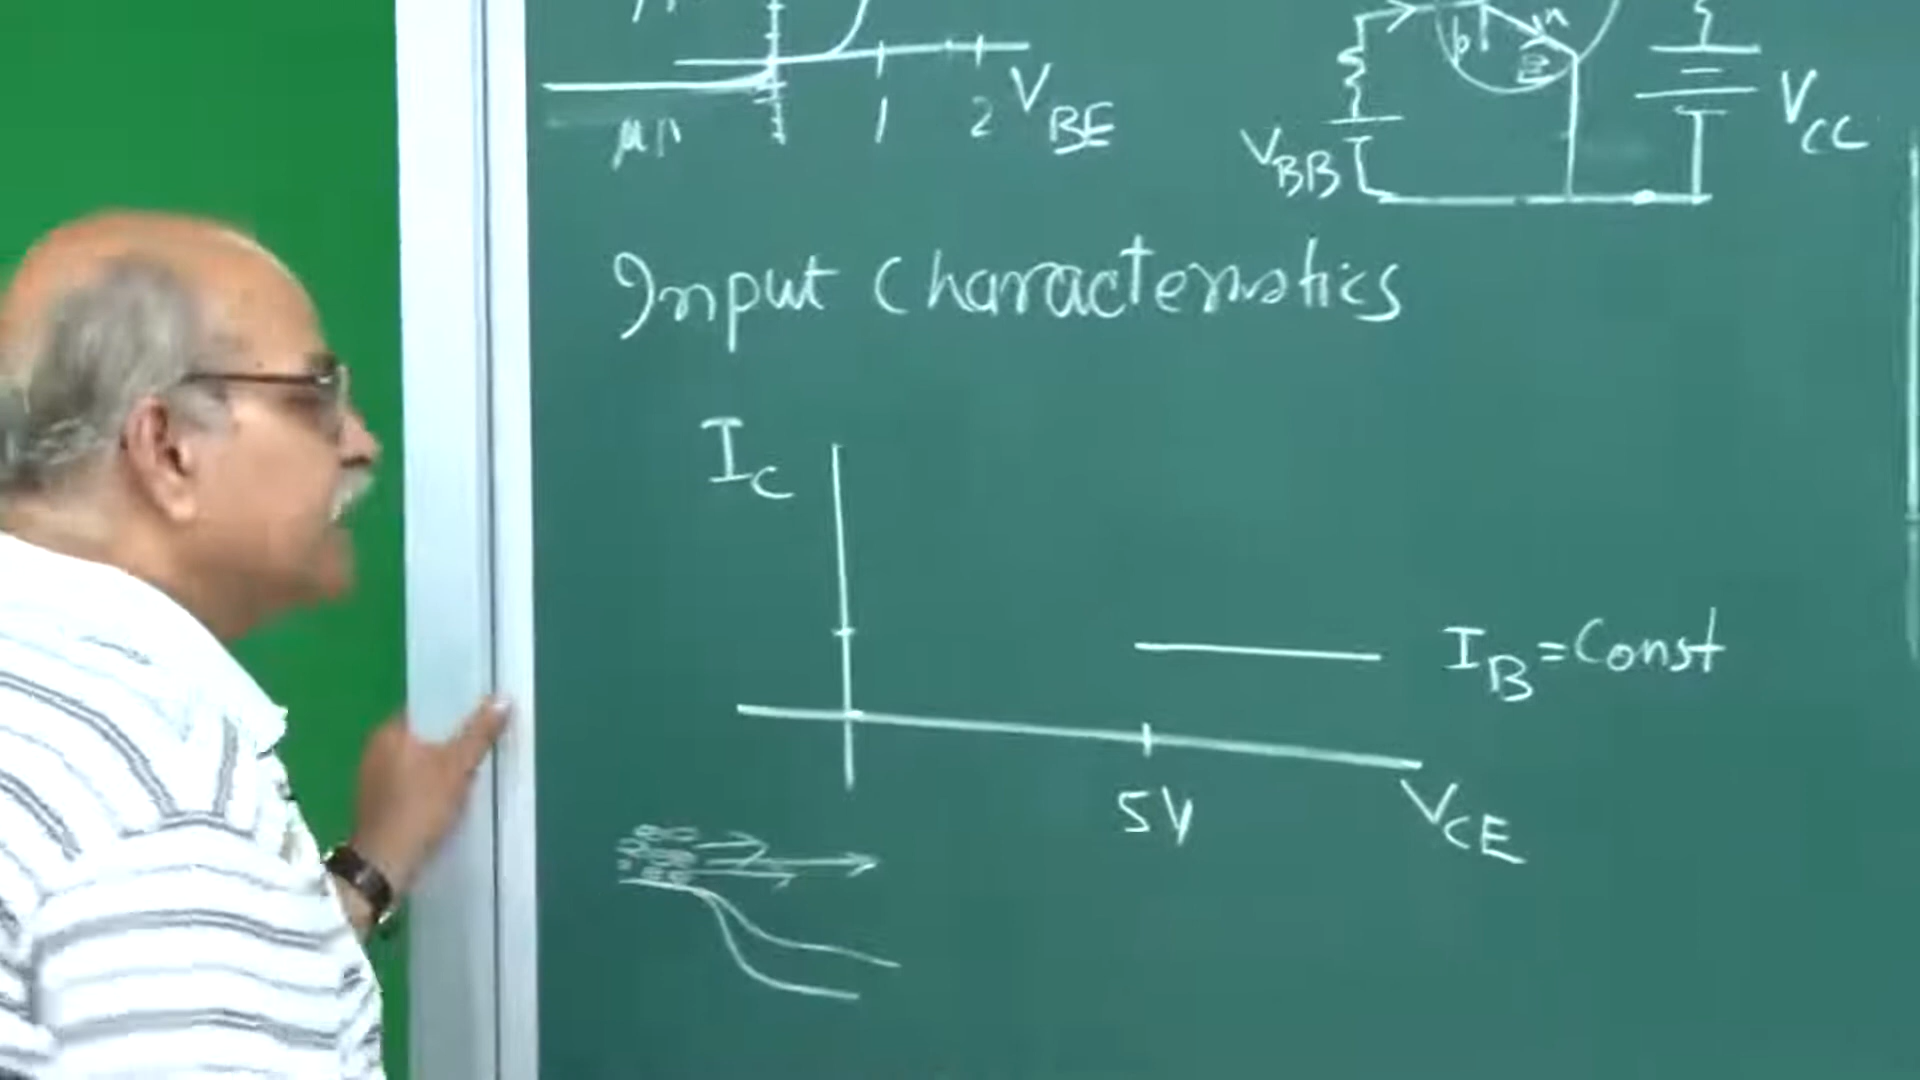 1 2 V_BE
μA
p n E
V_BB
V_CC
Input Characteristics
I_C
I_B = Const
5V
V_CE